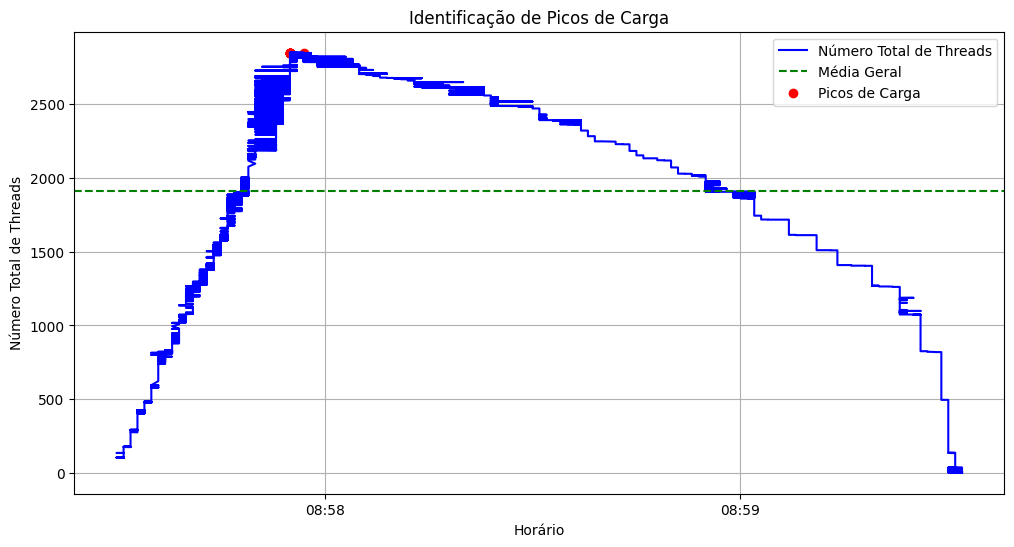 Identificação de Picos de Carga
Número Total de Threads
Média Geral
Picos de Carga
Número Total de Threads
2500
2000
1500
1000
500
0
08:58
08:59
Horário